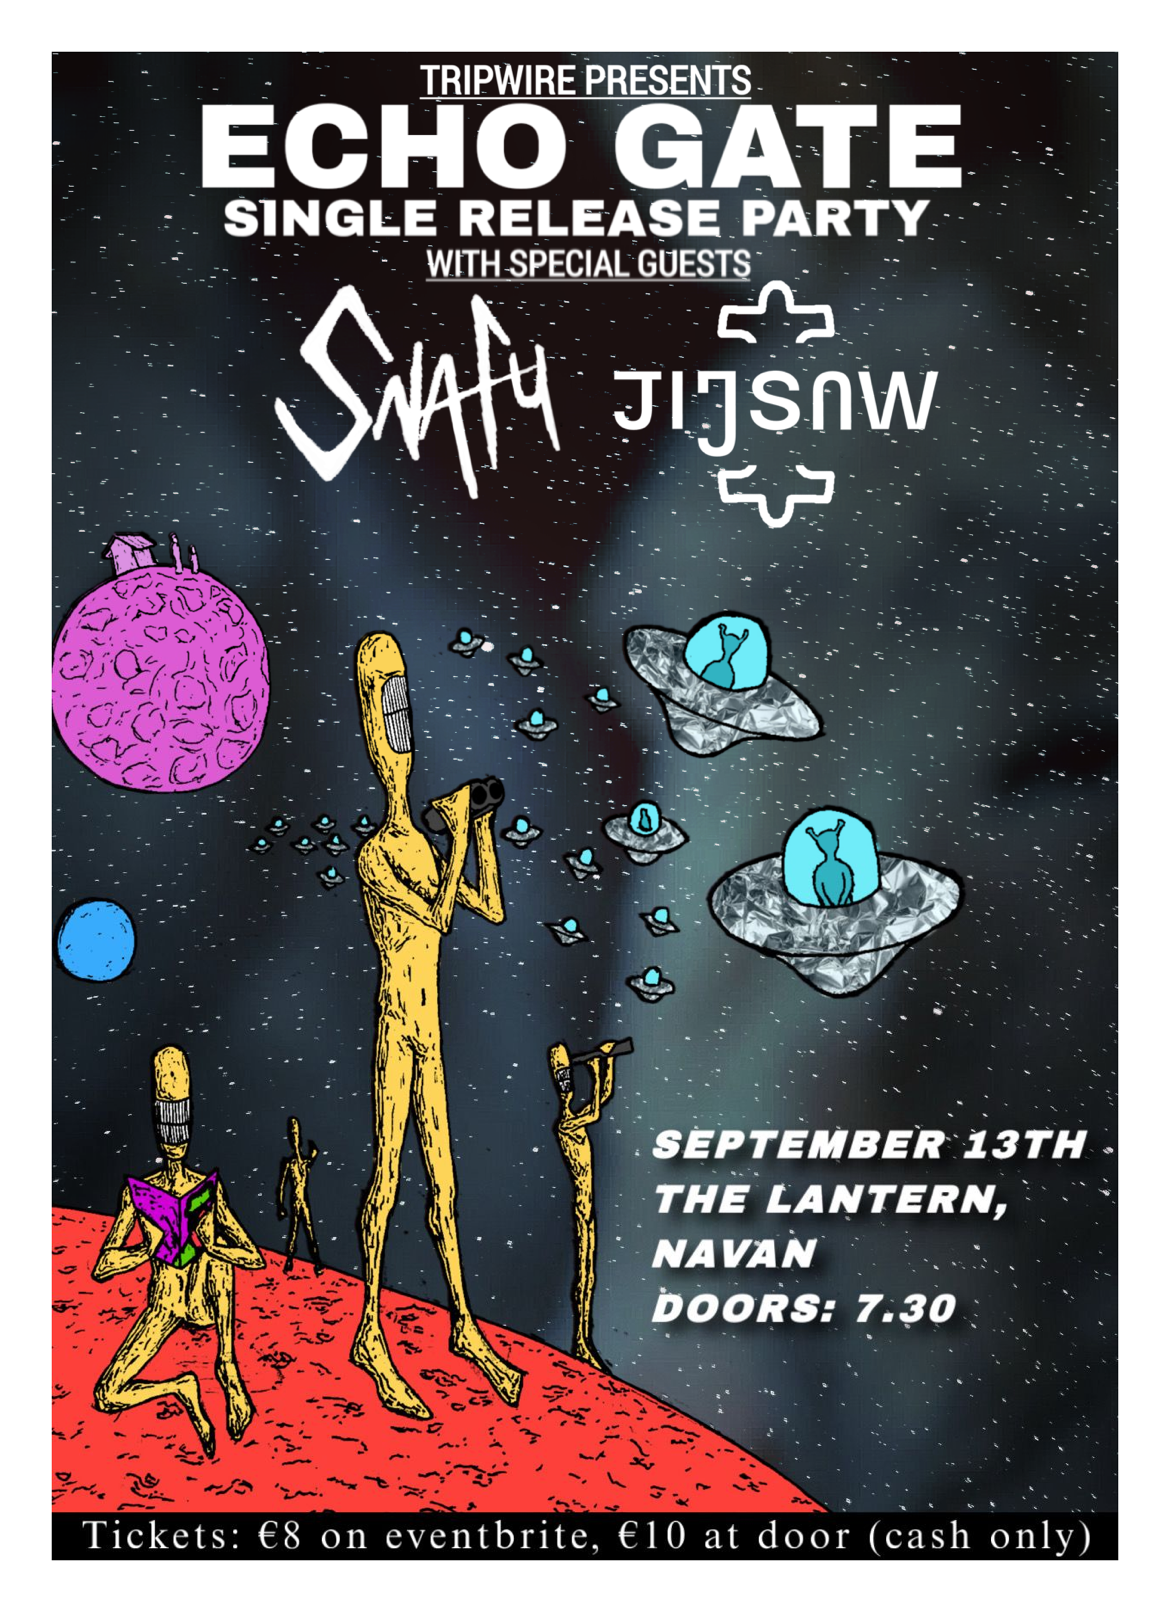 TRIPWIRE PRESENTS
ECHO GATE
SINGLE RELEASE PARTY
WITH SPECIAL GUESTS
SNAFU
JIJSAW
SEPTEMBER 13TH
THE LANTERN,
NAVAN
DOORS: 7.30
Tickets: €8 on eventbrite, €10 at door (cash only)